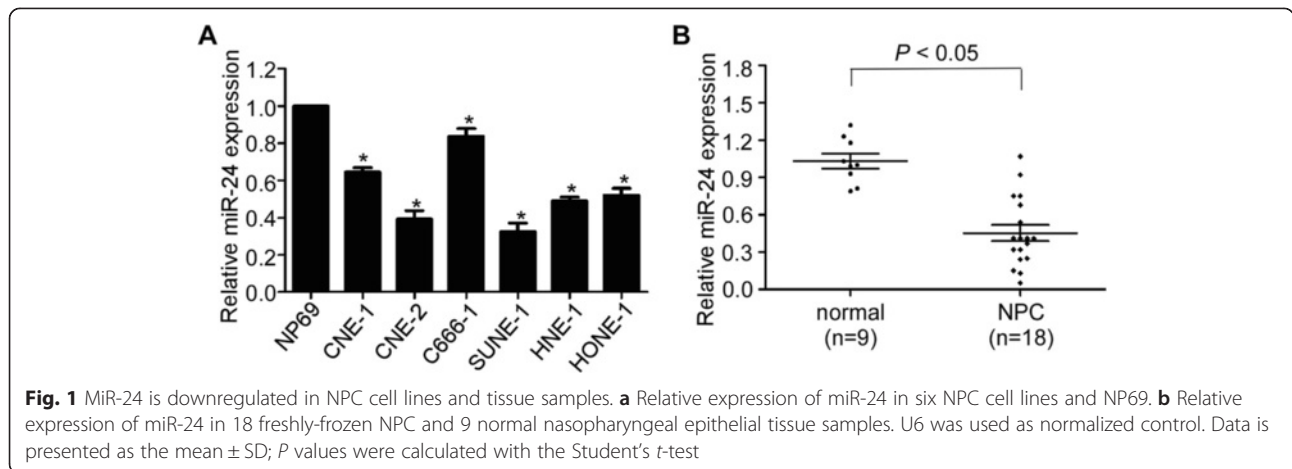 A
Relative miR-24 expression
1.2
1.0
0.8
0.6
0.4
0.2
0.0
*
*
*
*
*
*
NP69
CNE-1
CNE-2
C666-1
SUNE-1
HNE-1
HONE-1
B
Relative miR-24 expression
1.8
1.5
1.2
0.9
0.6
0.3
0.0
P < 0.05
normal
(n=9)
NPC
(n=18)
Fig. 1 MiR-24 is downregulated in NPC cell lines and tissue samples. a Relative expression of miR-24 in six NPC cell lines and NP69. b Relative
expression of miR-24 in 18 freshly-frozen NPC and 9 normal nasopharyngeal epithelial tissue samples. U6 was used as normalized control. Data is
presented as the mean ± SD; P values were calculated with the Student's t-test